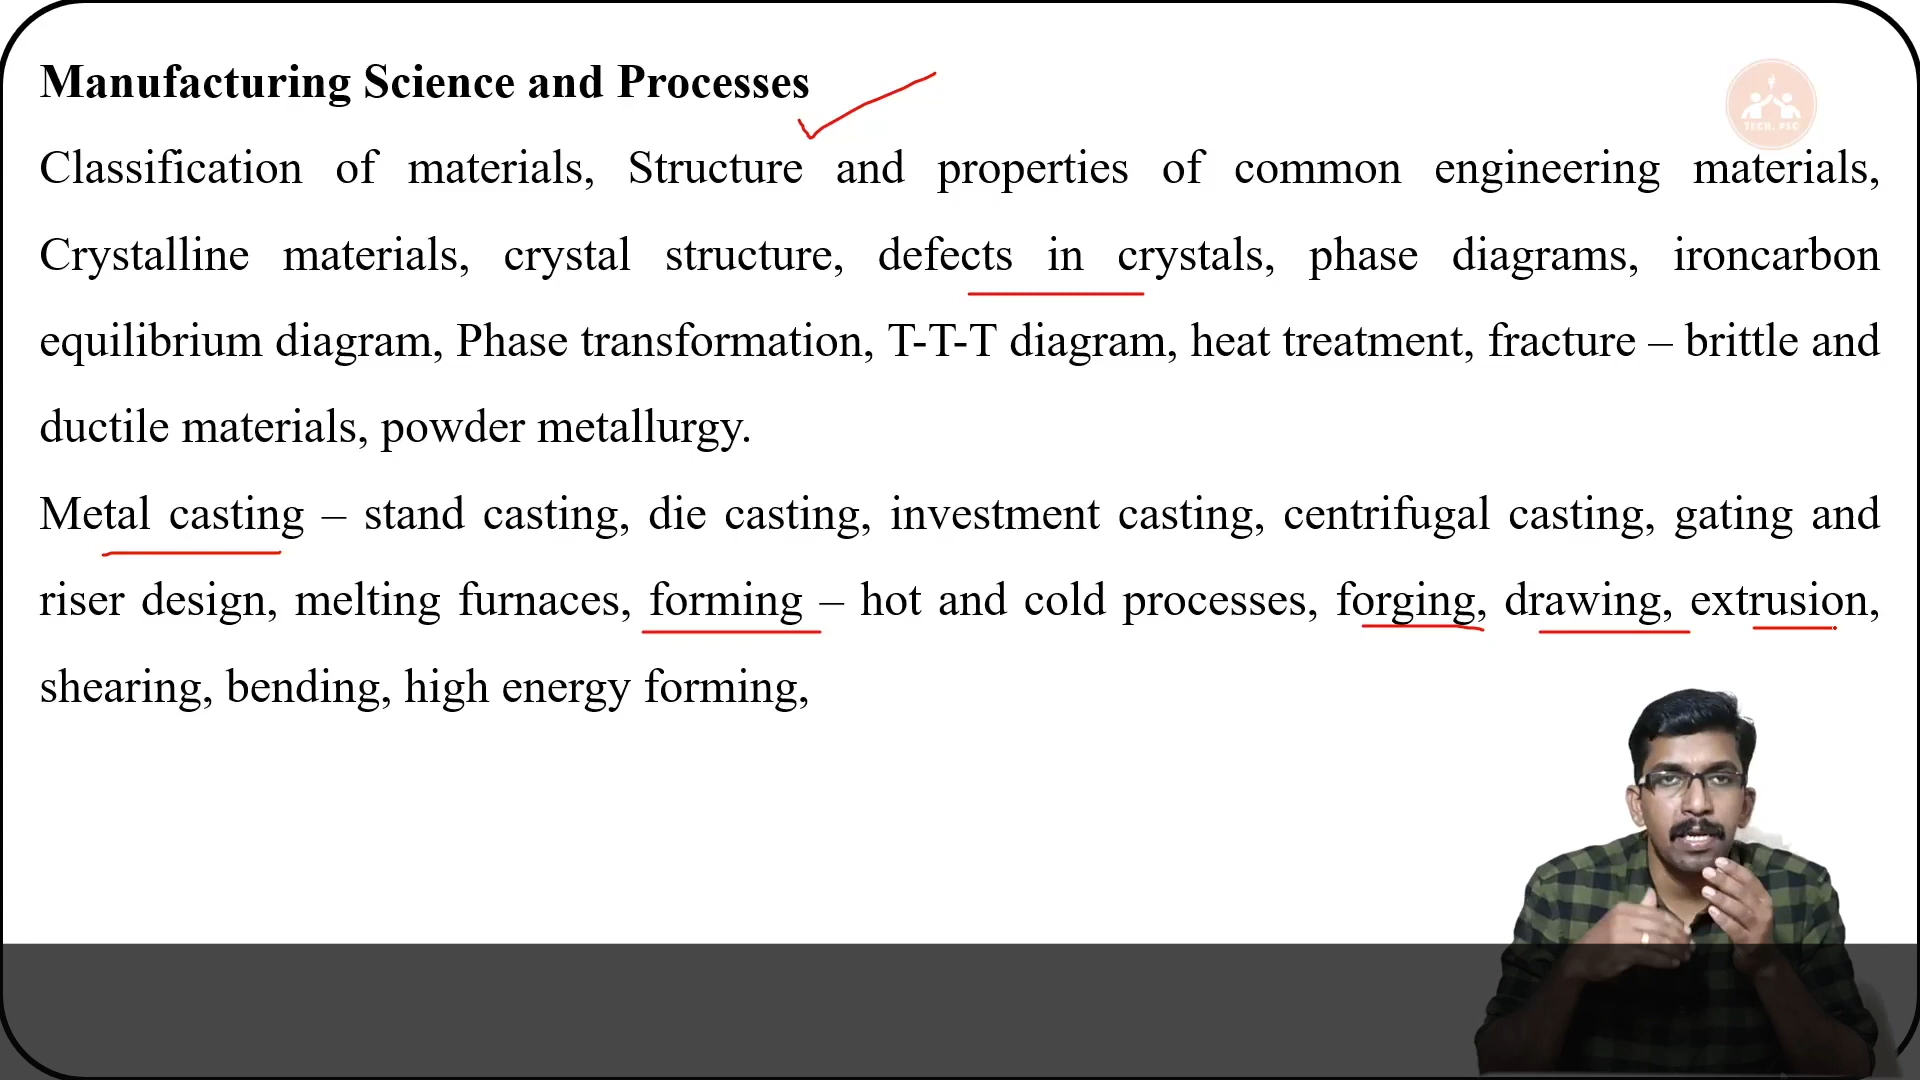 Manufacturing Science and Processes
TECH. PSC
Classification of materials, Structure and properties of common engineering materials,
Crystalline materials, crystal structure, defects in crystals, phase diagrams, ironcarbon
equilibrium diagram, Phase transformation, T-T-T diagram, heat treatment, fracture – brittle and
ductile materials, powder metallurgy.
Metal casting – stand casting, die casting, investment casting, centrifugal casting, gating and
riser design, melting furnaces, forming – hot and cold processes, forging, drawing, extrusion,
shearing, bending, high energy forming,